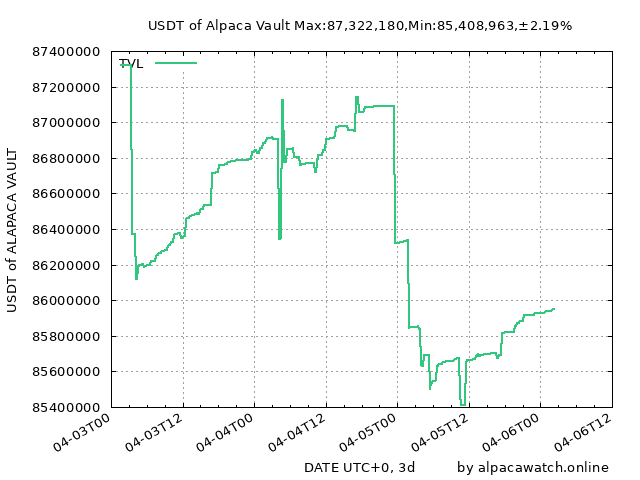 USDT of Alpaca Vault Max:87,322,180,Min:85,408,963,±2.19%
TVL
87400000
87200000
87000000
86800000
86600000
86400000
86200000
86000000
85800000
85600000
85400000
USDT of ALAPACA VAULT
04-03T00
04-03T12
04-04T00
04-04T12
04-05T00
04-05T12
04-06T00
04-06T12
DATE UTC+0, 3d
by alpacawatch.online